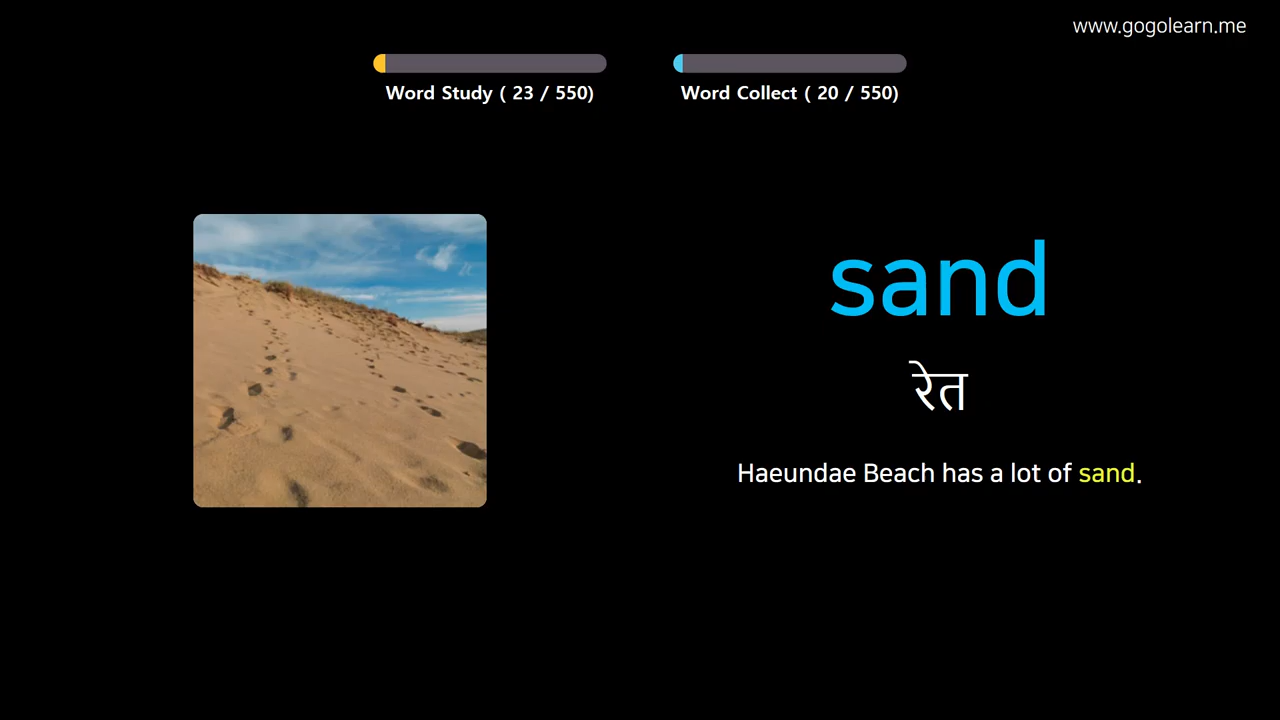 www.gogolearn.me
Word Study ( 23 / 550)
Word Collect ( 20 / 550)
sand
रेत
Haeundae Beach has a lot of sand.